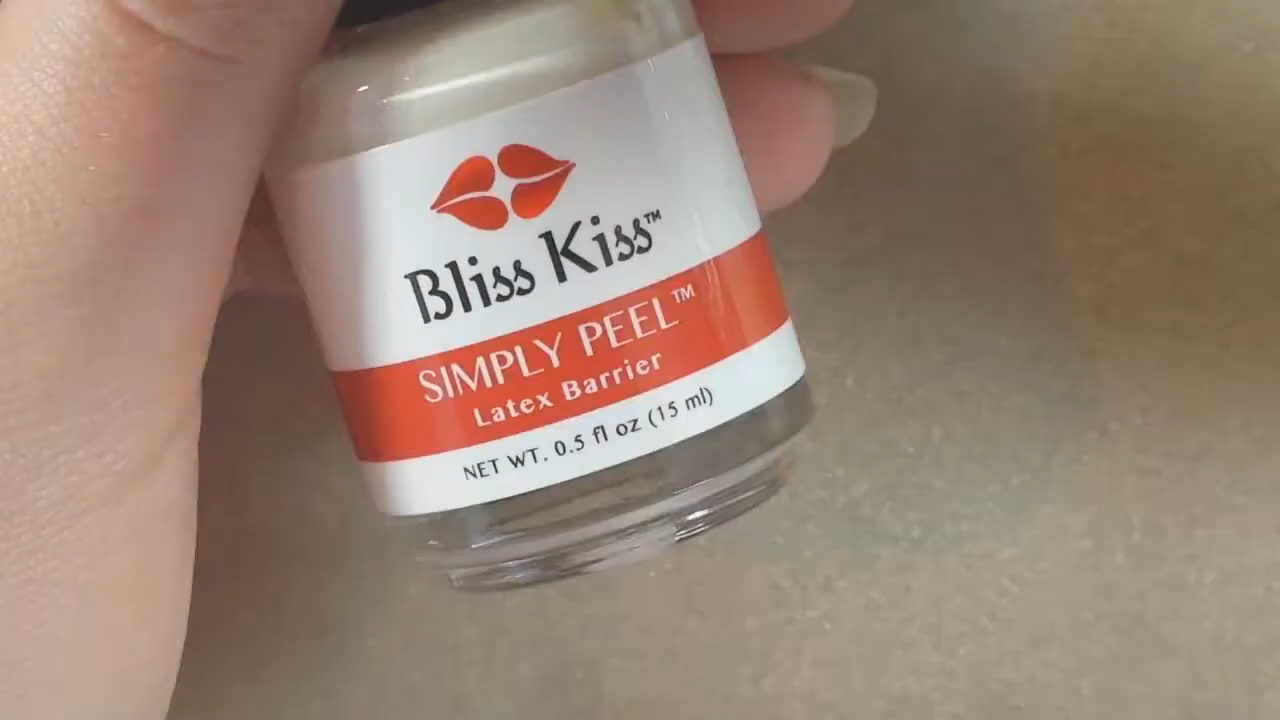 Bliss Kiss™
SIMPLY PEEL™
Latex Barrier
NET WT. 0.5 fl oz (15 ml)